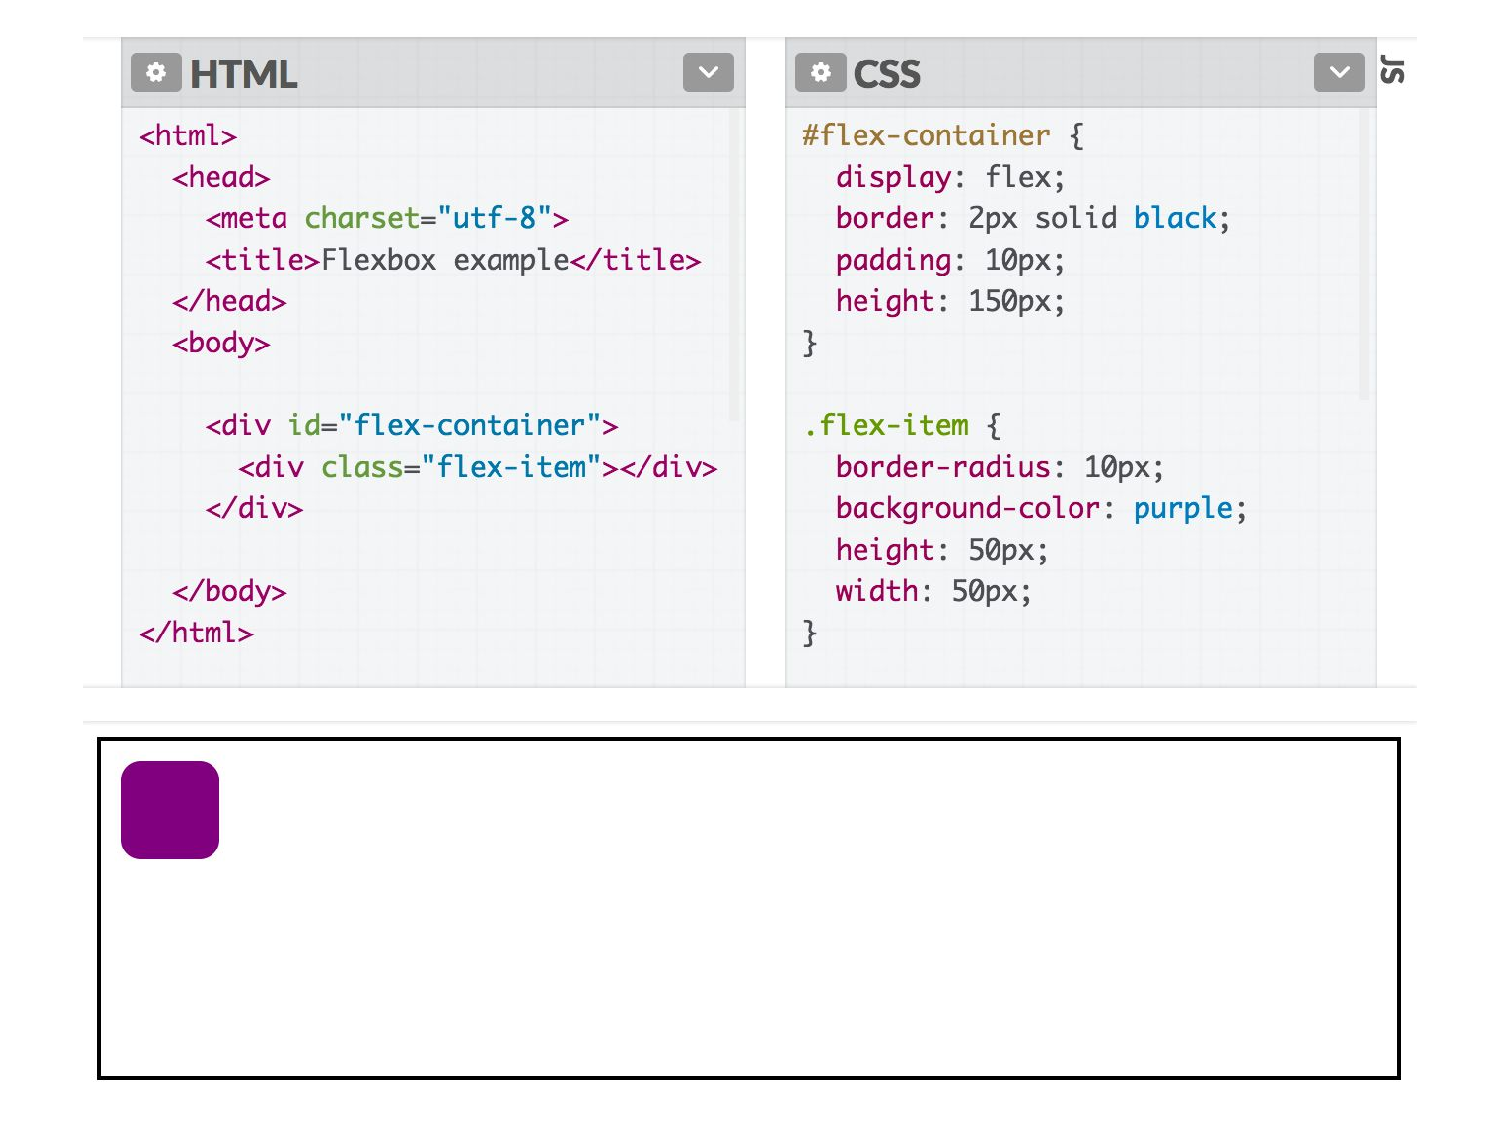 HTML
<html>
  <head>
    <meta charset="utf-8">
    <title>Flexbox example</title>
  </head>
  <body>
    <div id="flex-container">
      <div class="flex-item"></div>
    </div>
  </body>
</html>
CSS
#flex-container {
  display: flex;
  border: 2px solid black;
  padding: 10px;
  height: 150px;
}
.flex-item {
  border-radius: 10px;
  background-color: purple;
  height: 50px;
  width: 50px;
}
JS